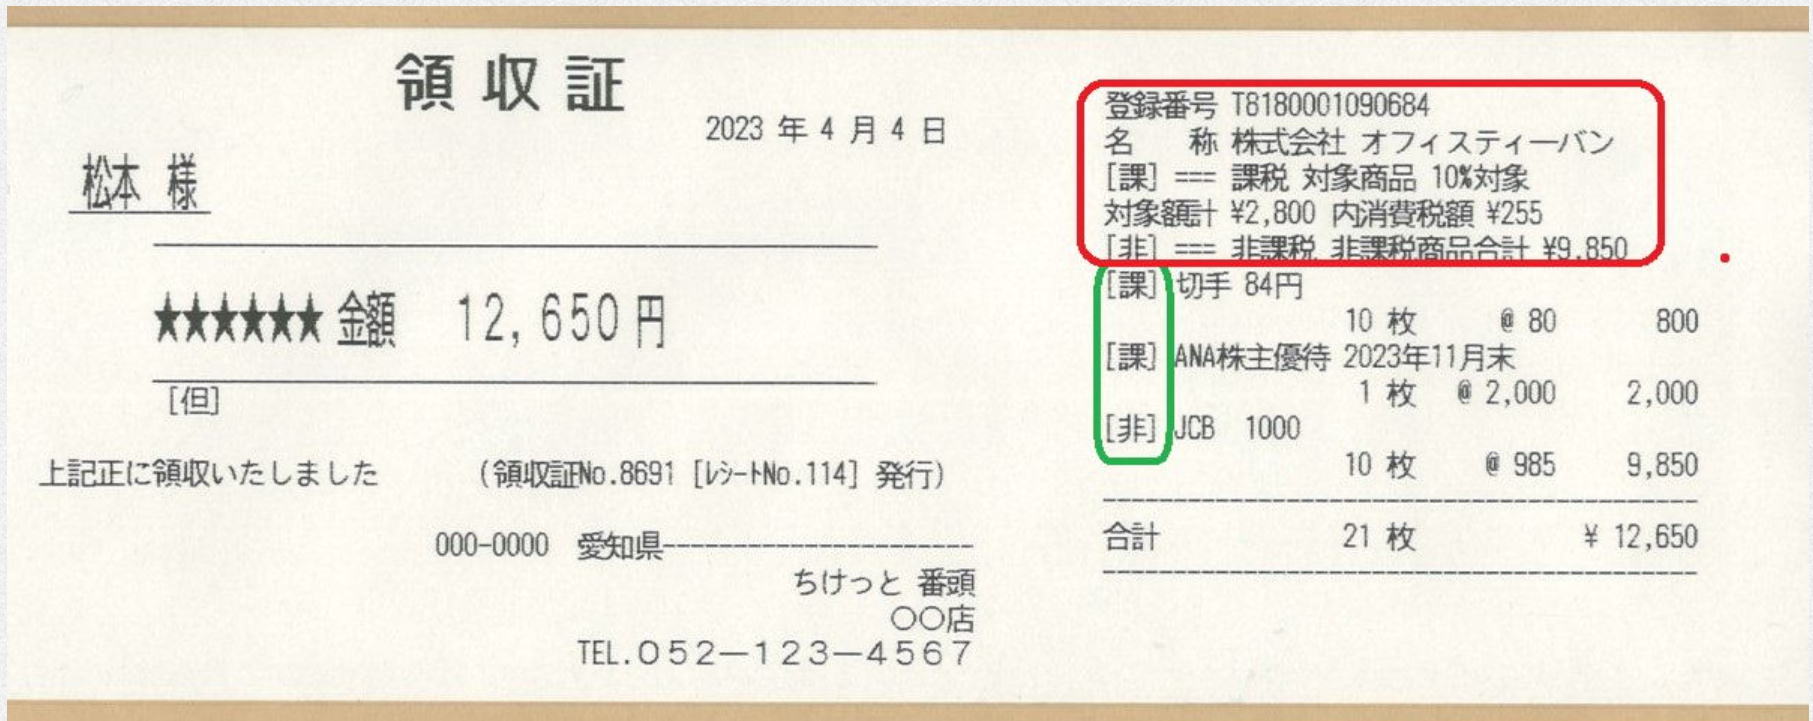 領収証
2023 年 4 月 4 日
松本 様
★★★★★★ 金額 12,650円
[但]
上記正に領収いたしました (領収証No.8691 [ﾚｼｰﾄNo.114] 発行)
000-0000 愛知県----------------------
ちけっと 番頭
〇〇店
TEL.052－123－4567
登録番号 T8180001090684
名 称 株式会社 オフィスティーバン
[課] === 課税 対象商品 10%対象
対象額計 ¥2,800 内消費税額 ¥255
[非] === 非課税 非課税商品合計 ¥9,850
[課] 切手 84円
10 枚 @ 80 800
[課] ANA株主優待 2023年11月末
1 枚 @ 2,000 2,000
[非] JCB 1000
10 枚 @ 985 9,850
合計 21 枚 ¥ 12,650